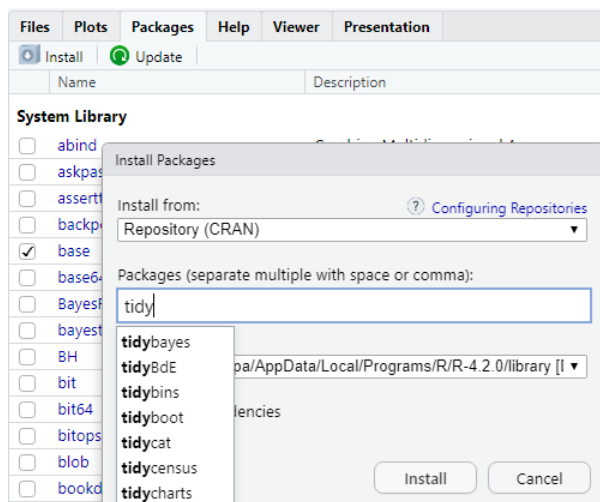 Files Plots Packages Help Viewer Presentation
Install Update
Name Description
System Library
abind
Install Packages
askpas
assertt
Install from: ? Configuring Repositories
backpo
Repository (CRAN)
base
base64
Packages (separate multiple with space or comma):
BayesF
tidy
bayest
tidybayes
BH
tidyBdE
pa/AppData/Local/Programs/R/R-4.2.0/library [
bit
tidybins
bit64
tidyboot
dencies
bitops
tidycat
blob
tidycensus
Install Cancel
bookd
tidycharts